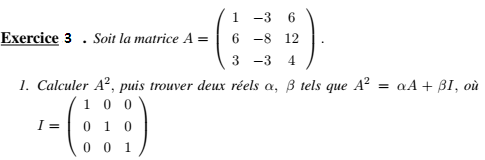 Exercice 3 . Soit la matrice A = ( 1 −3 6
6 −8 12
3 −3 4 ) .
1. Calculer A², puis trouver deux réels α, β tels que A² = αA + βI, où
I = ( 1 0 0
0 1 0
0 0 1 )